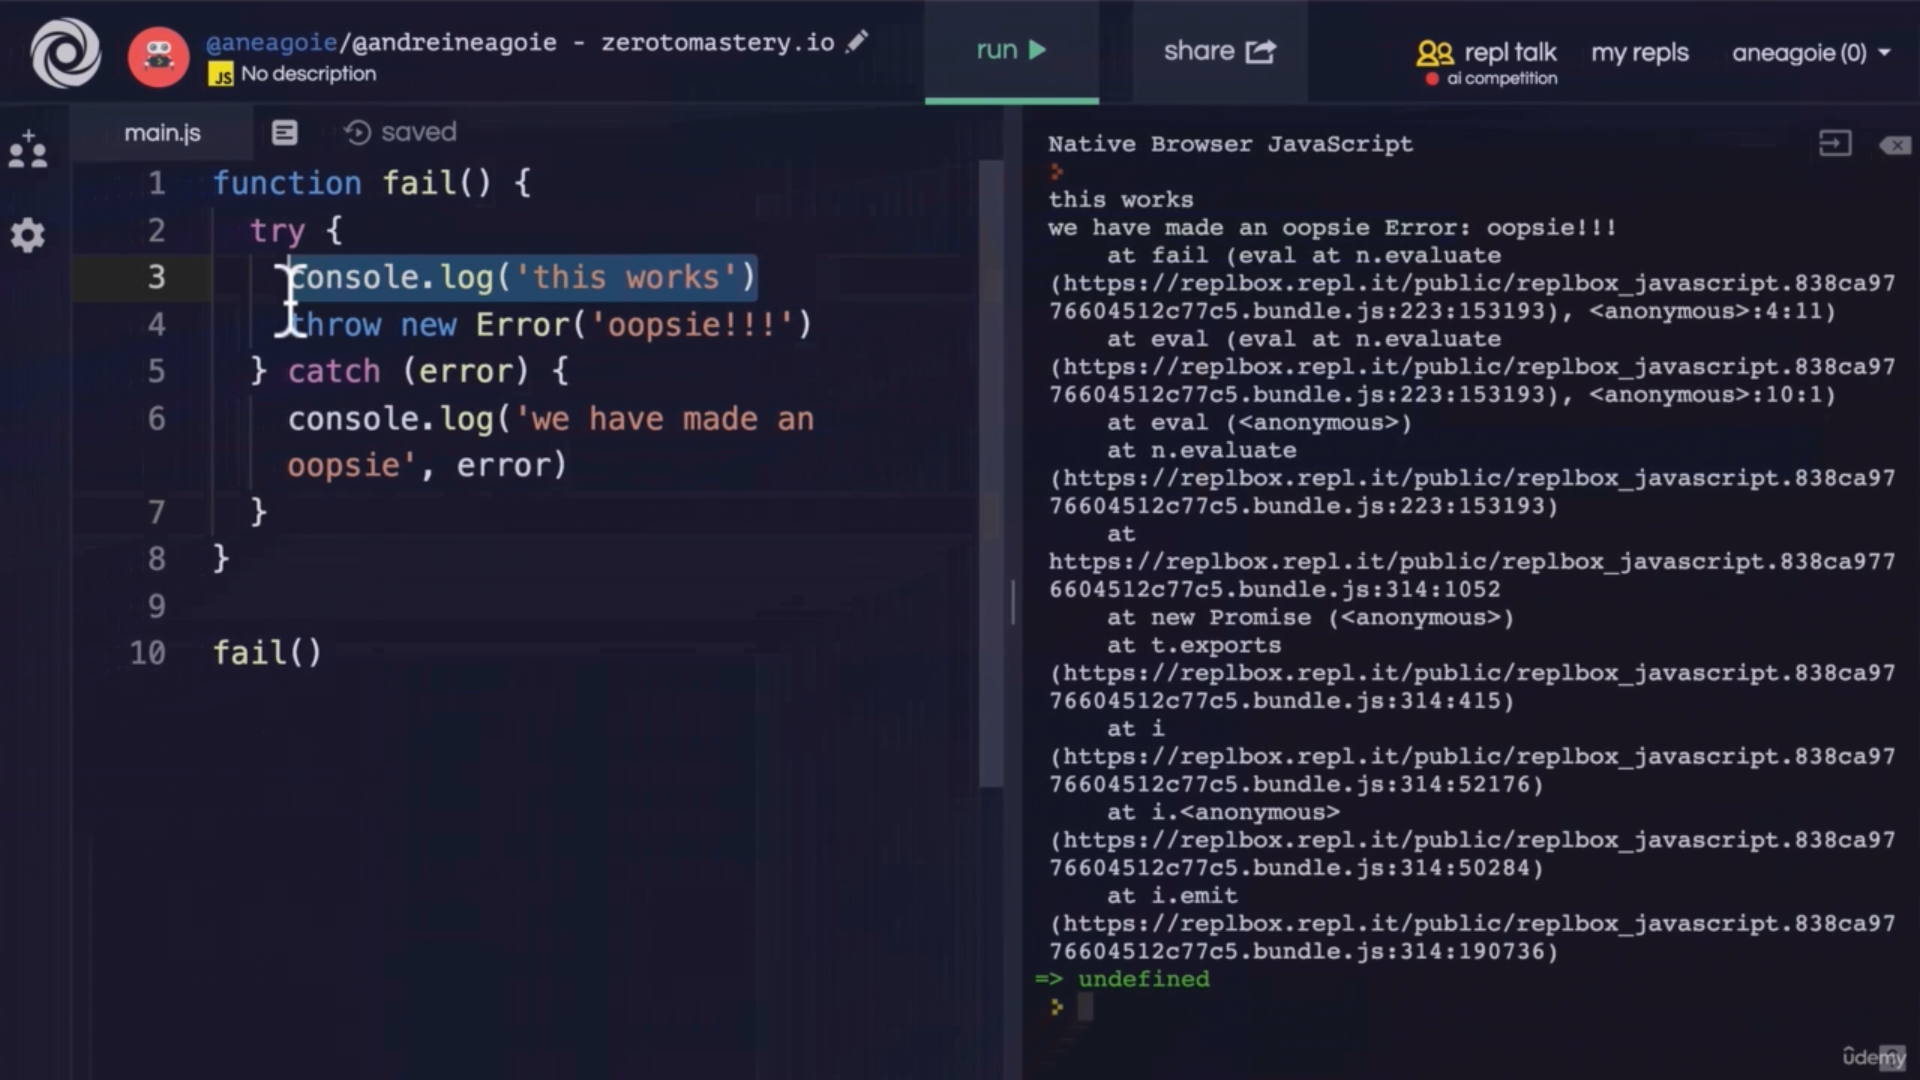 @aneagoie/@andreineagoie - zerotomastery.io
JS No description
run
share
repl talk
ai competition
my repls
aneagoie (0)
main.js
saved
1 function fail() {
2 try {
3 console.log('this works')
4 throw new Error('oopsie!!!')
5 } catch (error) {
6 console.log('we have made an
oopsie', error)
7 }
8 }
9
10 fail()
Native Browser JavaScript
this works
we have made an oopsie Error: oopsie!!!
at fail (eval at n.evaluate
(https://replbox.repl.it/public/replbox_javascript.838ca97
76604512c77c5.bundle.js:223:153193), <anonymous>:4:11)
at eval (eval at n.evaluate
(https://replbox.repl.it/public/replbox_javascript.838ca97
76604512c77c5.bundle.js:223:153193), <anonymous>:10:1)
at eval (<anonymous>)
at n.evaluate
(https://replbox.repl.it/public/replbox_javascript.838ca97
76604512c77c5.bundle.js:223:153193)
at
https://replbox.repl.it/public/replbox_javascript.838ca977
6604512c77c5.bundle.js:314:1052
at new Promise (<anonymous>)
at t.exports
(https://replbox.repl.it/public/replbox_javascript.838ca97
76604512c77c5.bundle.js:314:415)
at i
(https://replbox.repl.it/public/replbox_javascript.838ca97
76604512c77c5.bundle.js:314:52176)
at i.<anonymous>
(https://replbox.repl.it/public/replbox_javascript.838ca97
76604512c77c5.bundle.js:314:50284)
at i.emit
(https://replbox.repl.it/public/replbox_javascript.838ca97
76604512c77c5.bundle.js:314:190736)
=> undefined
ûdemy